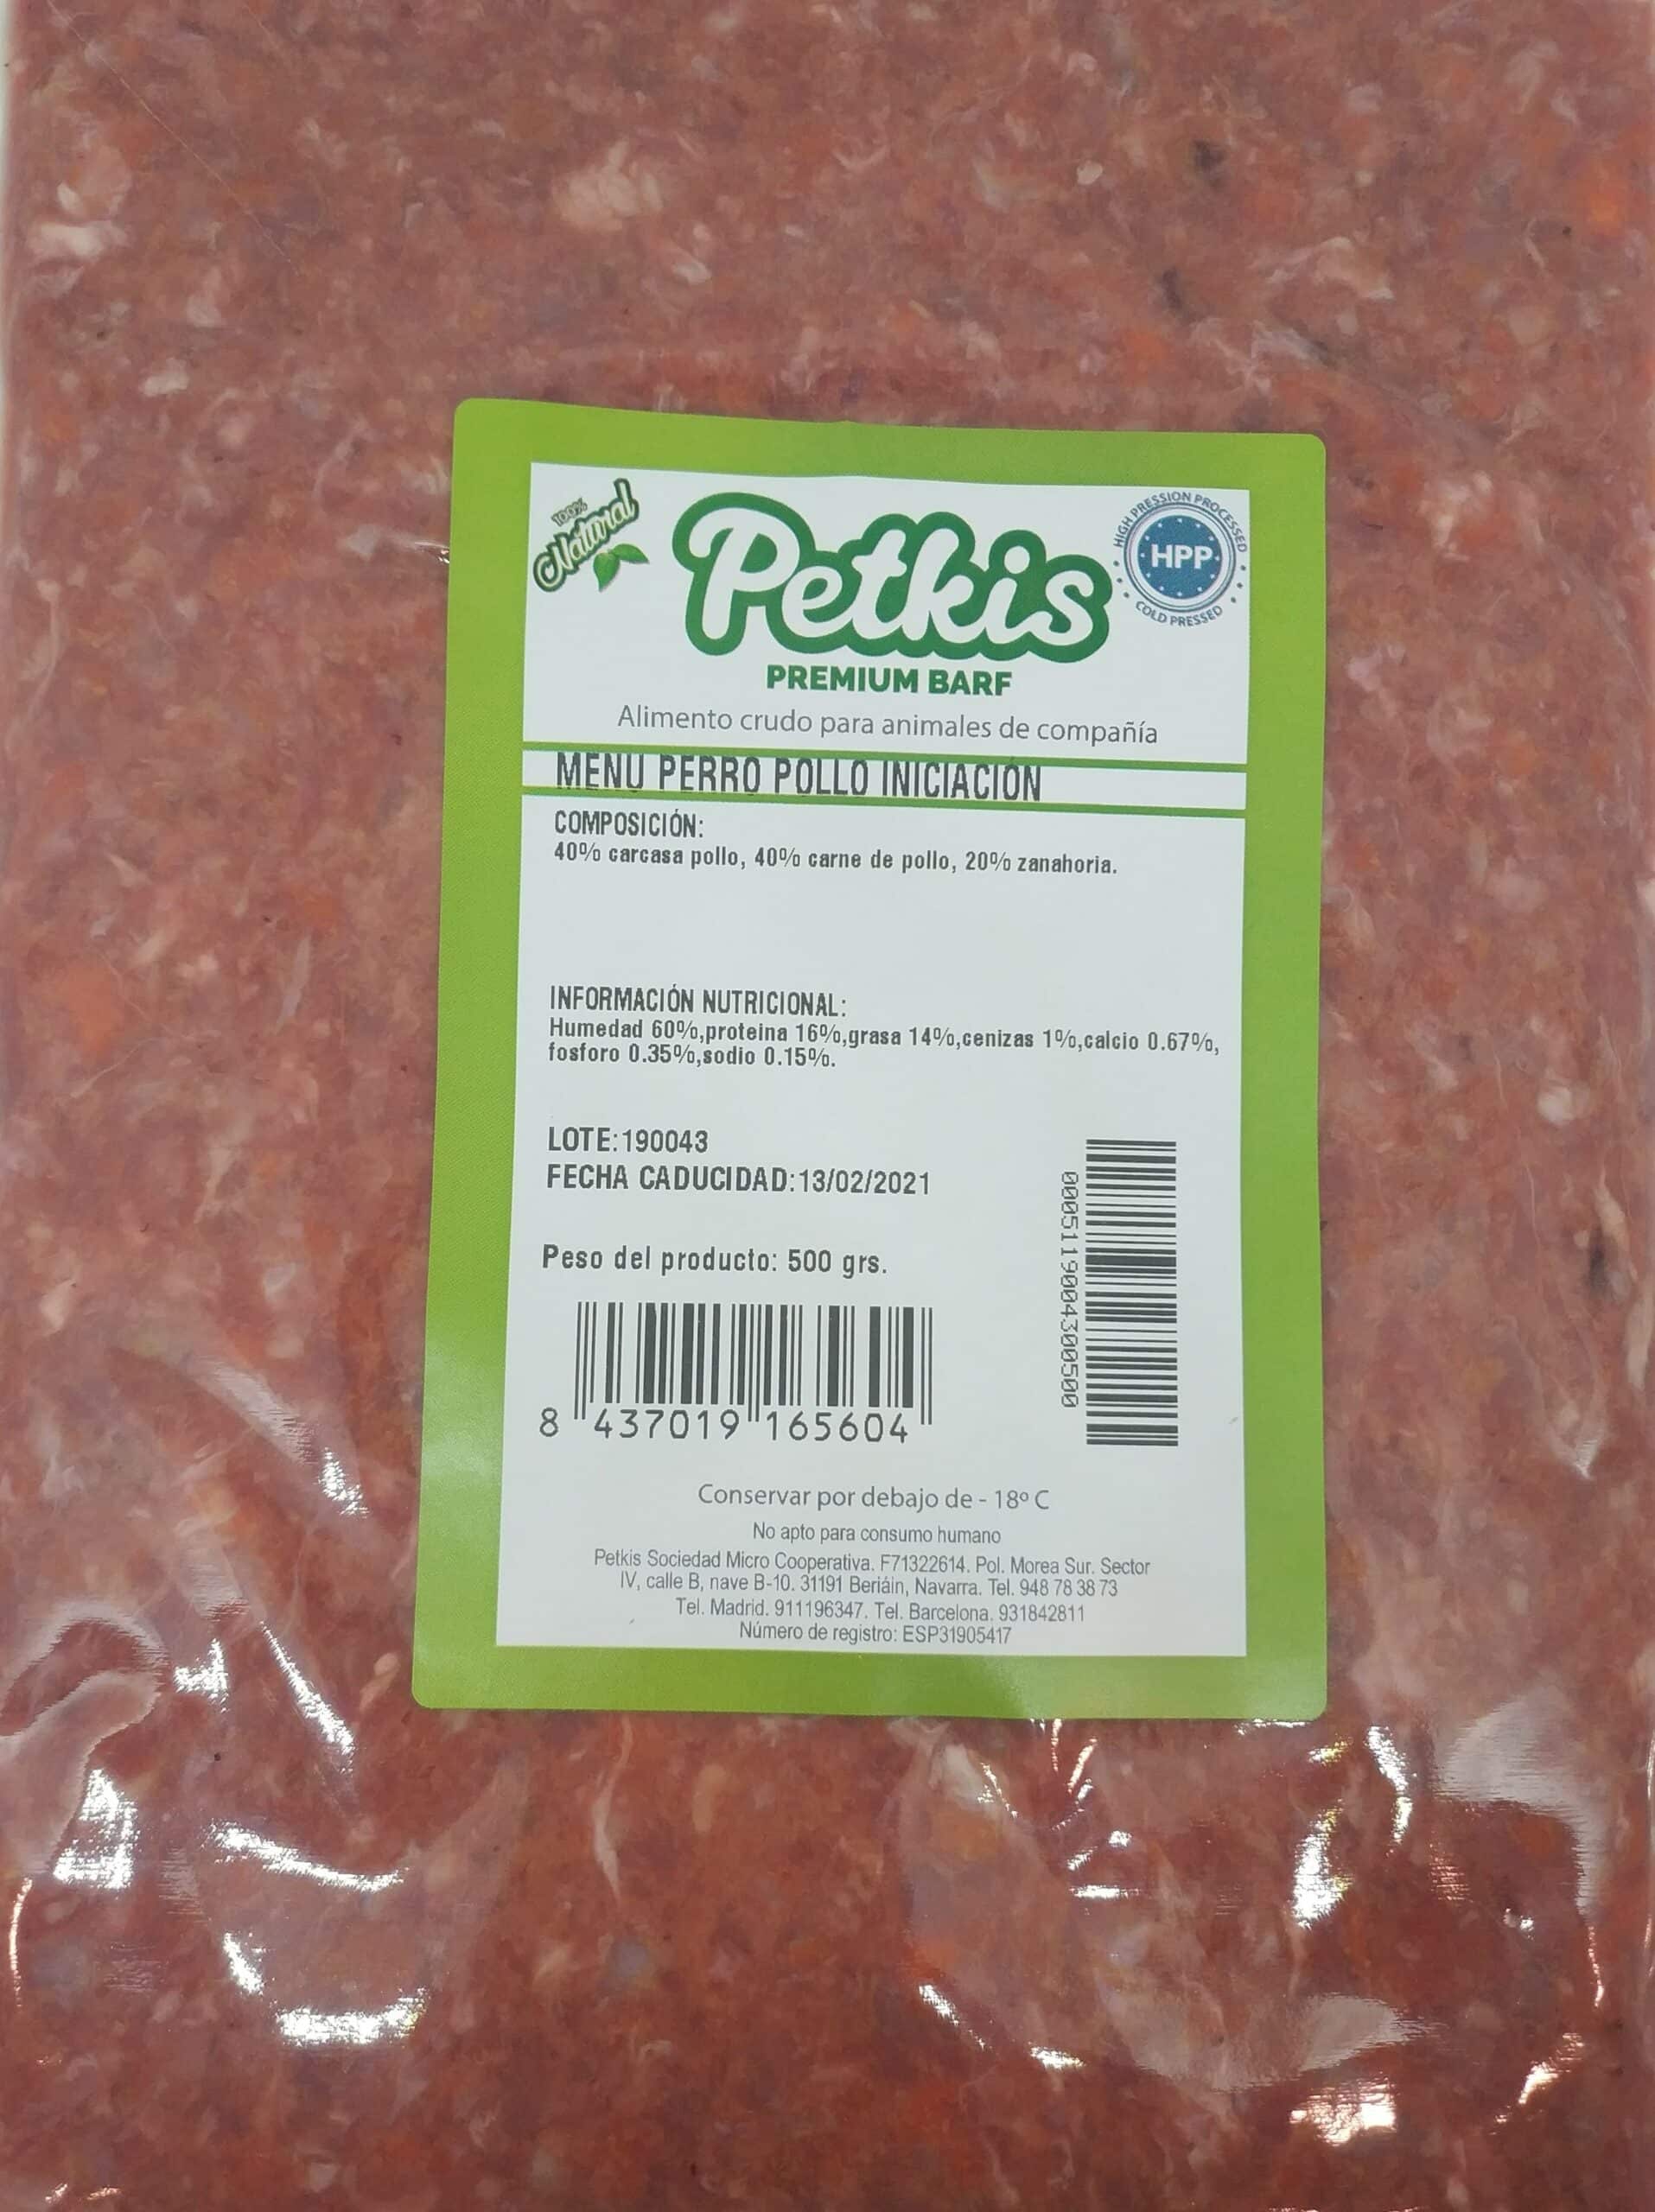 100%
Natural
Petkis
HIGH PRESSION PROCESSED
HPP
COLD PRESSED
PREMIUM BARF
Alimento crudo para animales de compañía
MENU PERRO POLLO INICIACIÓN
COMPOSICIÓN:
40% carcasa pollo, 40% carne de pollo, 20% zanahoria.
INFORMACIÓN NUTRICIONAL:
Humedad 60%,proteina 16%,grasa 14%,cenizas 1%,calcio 0.67%,
fosforo 0.35%,sodio 0.15%.
LOTE:190043
FECHA CADUCIDAD:13/02/2021
Peso del producto: 500 grs.
8 437019 165604
0005119004300500
Conservar por debajo de - 18º C
No apto para consumo humano
Petkis Sociedad Micro Cooperativa. F71322614. Pol. Morea Sur. Sector
IV, calle B, nave B-10. 31191 Beriáin, Navarra. Tel. 948 78 38 73
Tel. Madrid. 911196347. Tel. Barcelona. 931842811
Número de registro: ESP31905417